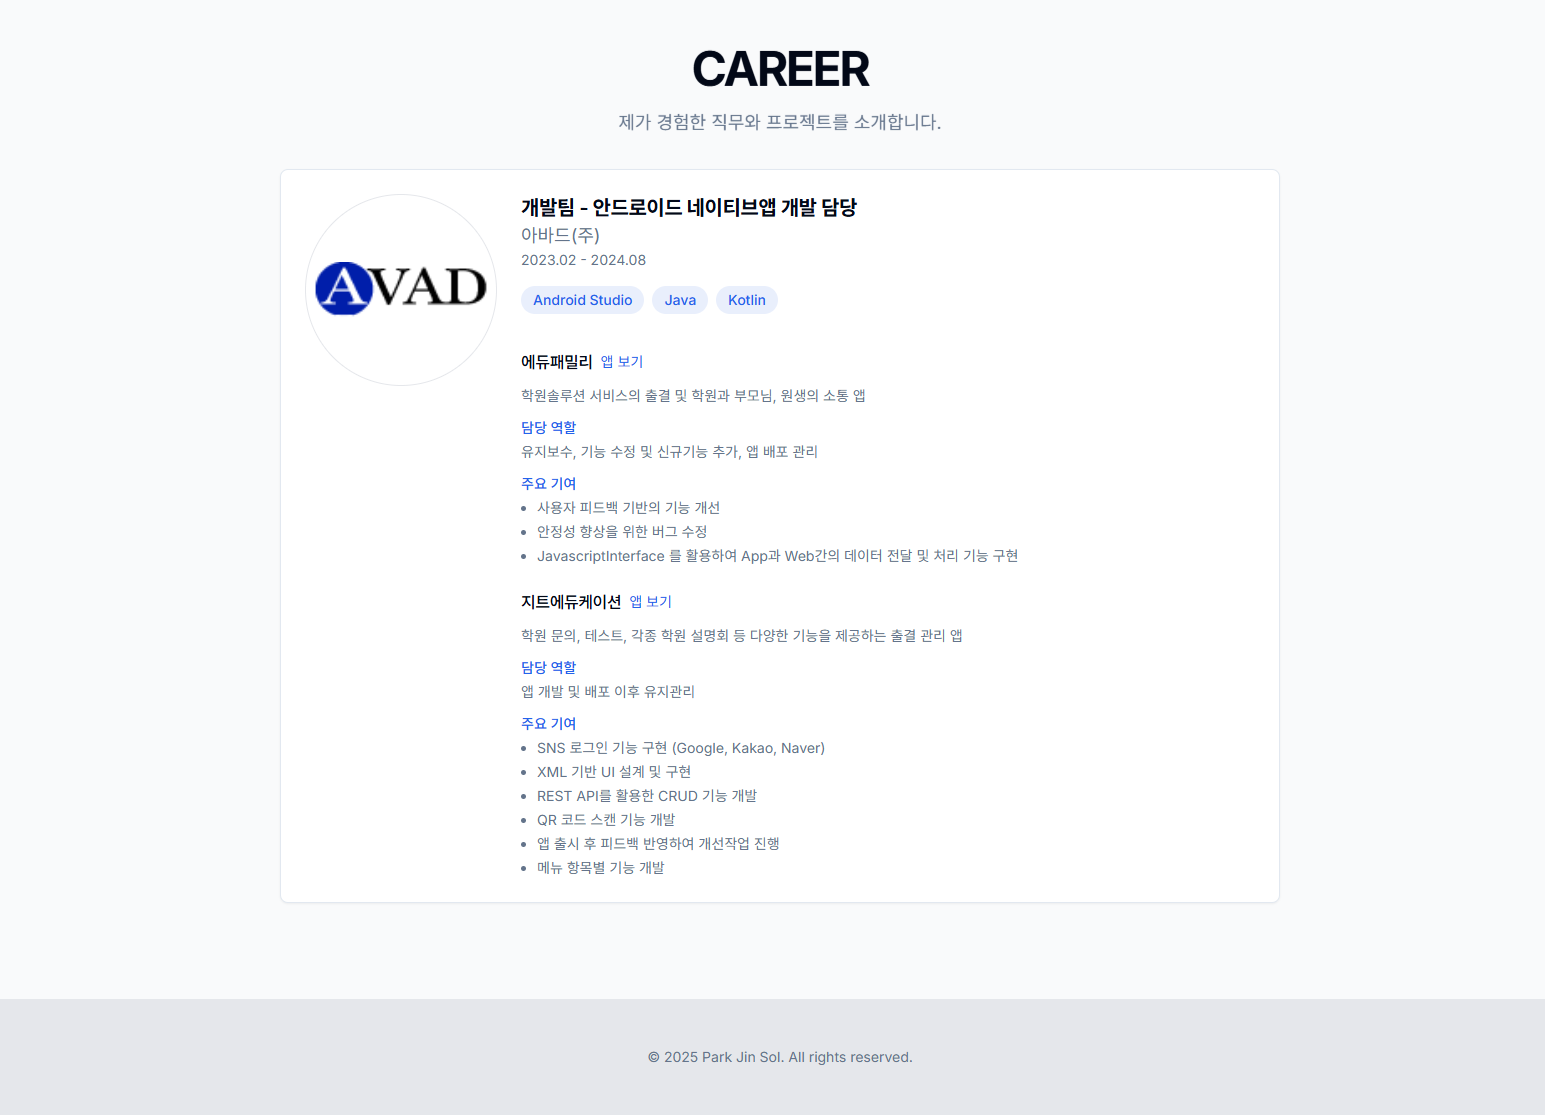 CAREER
제가 경험한 직무와 프로젝트를 소개합니다.
AVAD
개발팀 - 안드로이드 네이티브앱 개발 담당
아바드(주)
2023.02 - 2024.08
Android Studio Java Kotlin
에듀패밀리 앱 보기
학원솔루션 서비스의 출결 및 학원과 부모님, 원생의 소통 앱
담당 역할
유지보수, 기능 수정 및 신규기능 추가, 앱 배포 관리
주요 기여
• 사용자 피드백 기반의 기능 개선
• 안정성 향상을 위한 버그 수정
• JavascriptInterface 를 활용하여 App과 Web간의 데이터 전달 및 처리 기능 구현
지트에듀케이션 앱 보기
학원 문의, 테스트, 각종 학원 설명회 등 다양한 기능을 제공하는 출결 관리 앱
담당 역할
앱 개발 및 배포 이후 유지관리
주요 기여
• SNS 로그인 기능 구현 (Google, Kakao, Naver)
• XML 기반 UI 설계 및 구현
• REST API를 활용한 CRUD 기능 개발
• QR 코드 스캔 기능 개발
• 앱 출시 후 피드백 반영하여 개선작업 진행
• 메뉴 항목별 기능 개발
© 2025 Park Jin Sol. All rights reserved.